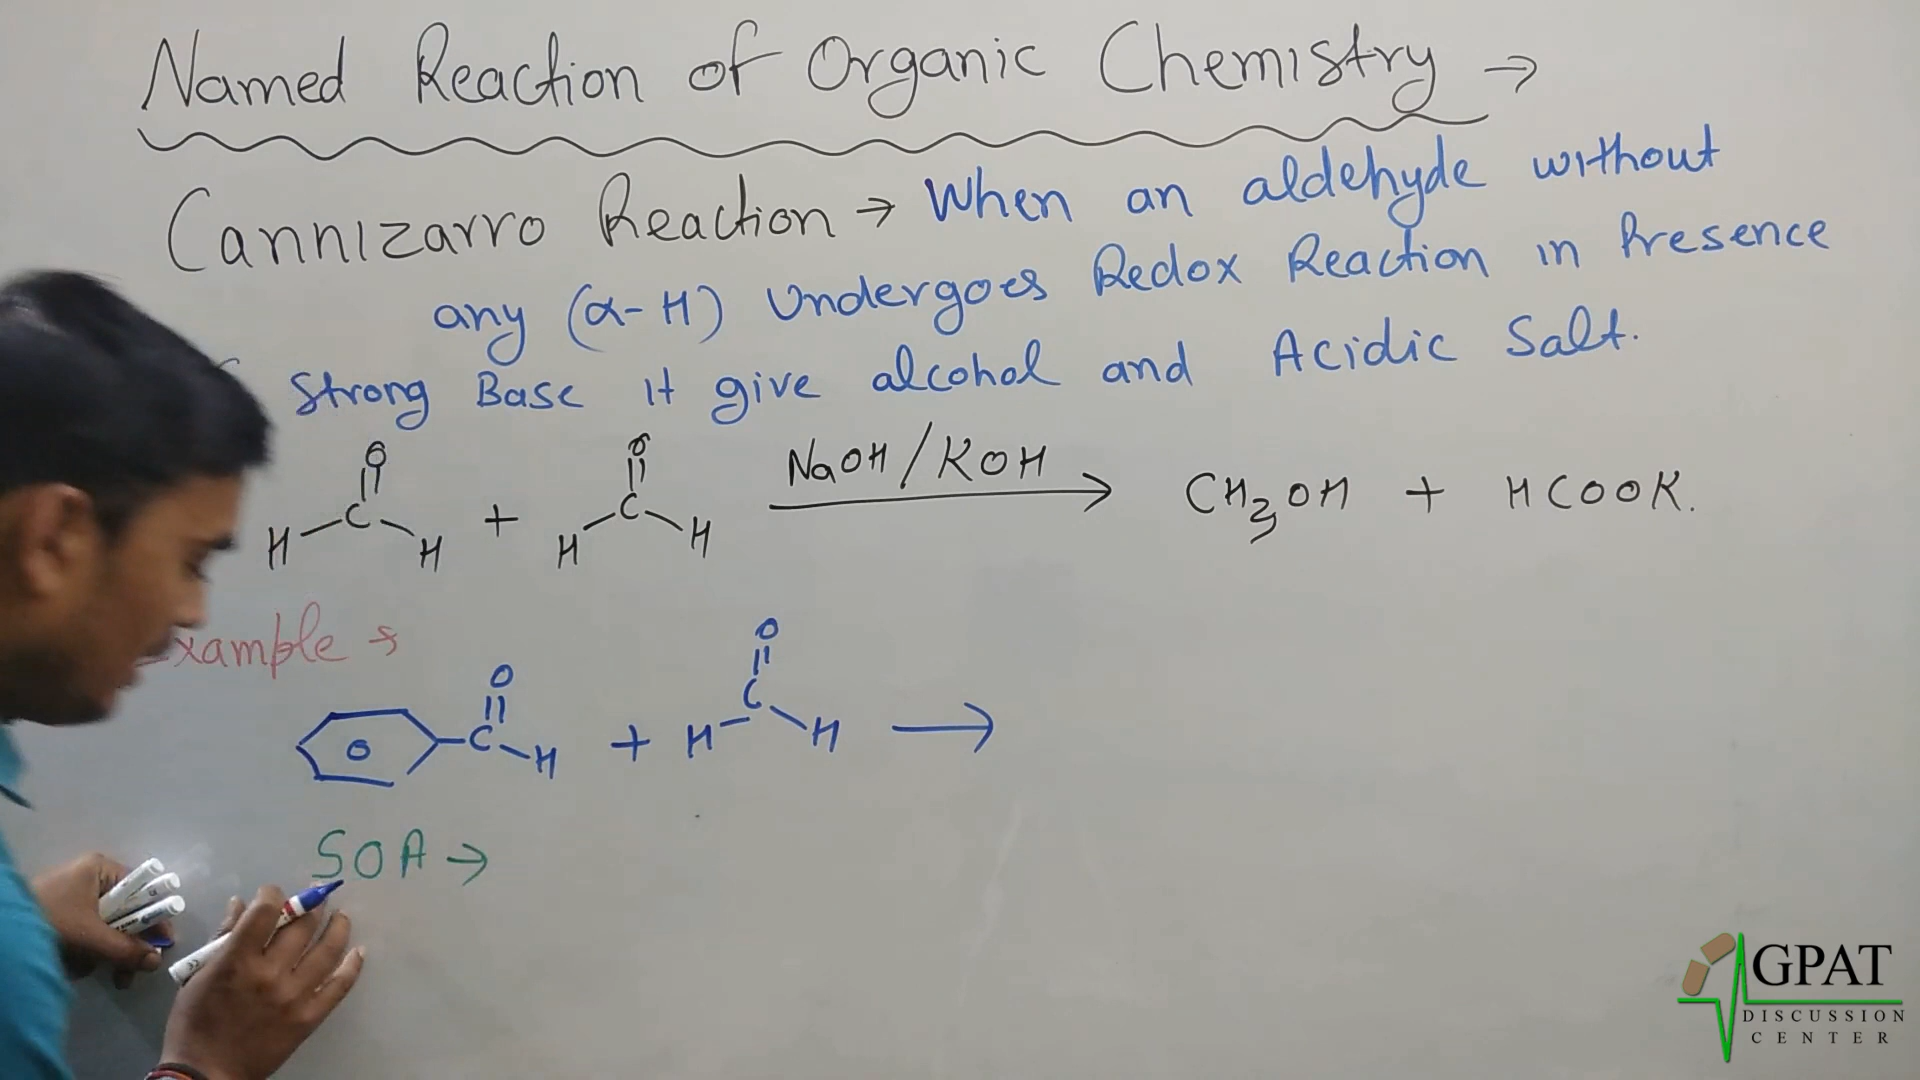 Named Reaction of Organic Chemistry →
Cannizarro Reaction → When an aldehyde without
any (α-H) Undergoes Redox Reaction in Presence
Strong Base it give alcohol and Acidic Salt.
O O NaOH/KOH
H C H + H C H → CH3OH + HCOOK.
xample →
O O
C H + H C H →
SOA →
GPAT
DISCUSSION
CENTER